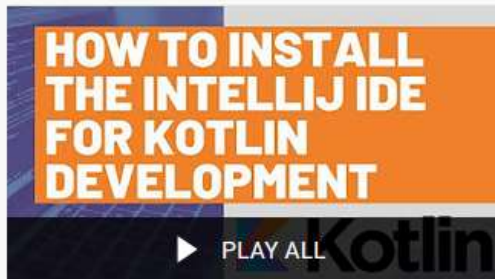 HOW TO INSTALL
THE INTELLIJ IDE
FOR KOTLIN
DEVELOPMENT
PLAY ALL
Kotlin